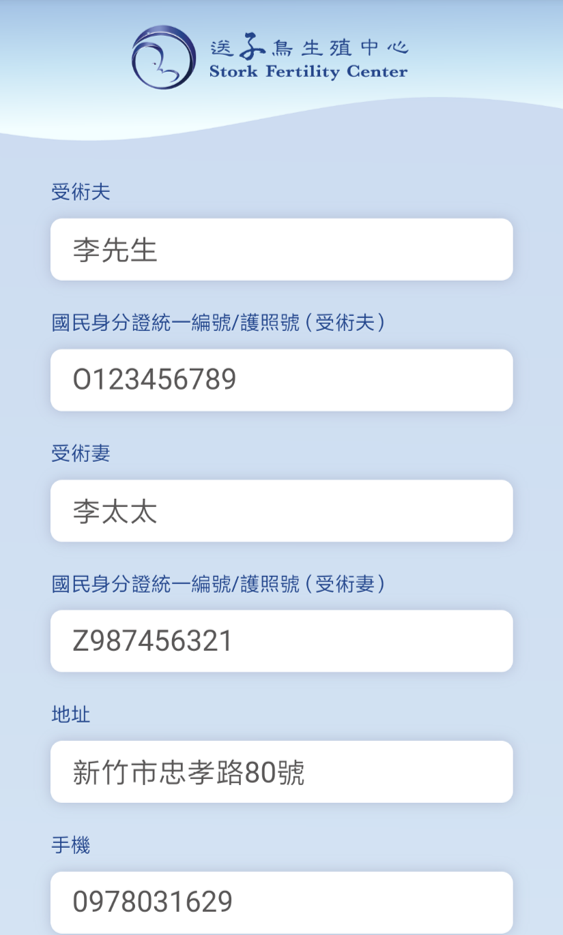 送子鳥生殖中心
Stork Fertility Center
受術夫
李先生
國民身分證統一編號/護照號(受術夫)
O123456789
受術妻
李太太
國民身分證統一編號/護照號(受術妻)
Z987456321
地址
新竹市忠孝路80號
手機
0978031629